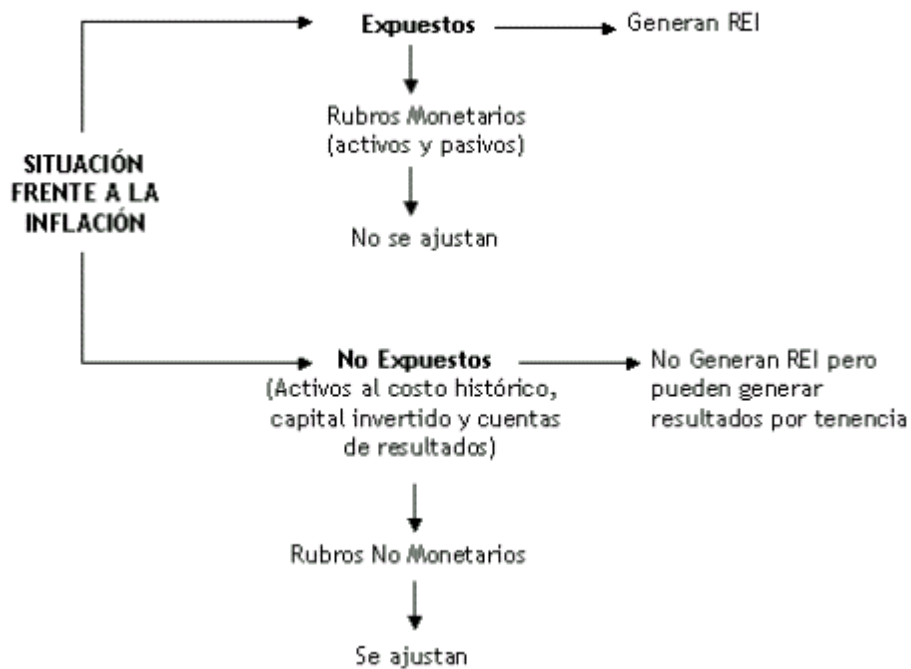 Expuestos
Generan REI
Rubros Monetarios
(activos y pasivos)
No se ajustan
SITUACIÓN
FRENTE A LA
INFLACIÓN
No Expuestos
(Activos al costo histórico,
capital invertido y cuentas
de resultados)
No Generan REI pero
pueden generar
resultados por tenencia
Rubros No Monetarios
Se ajustan